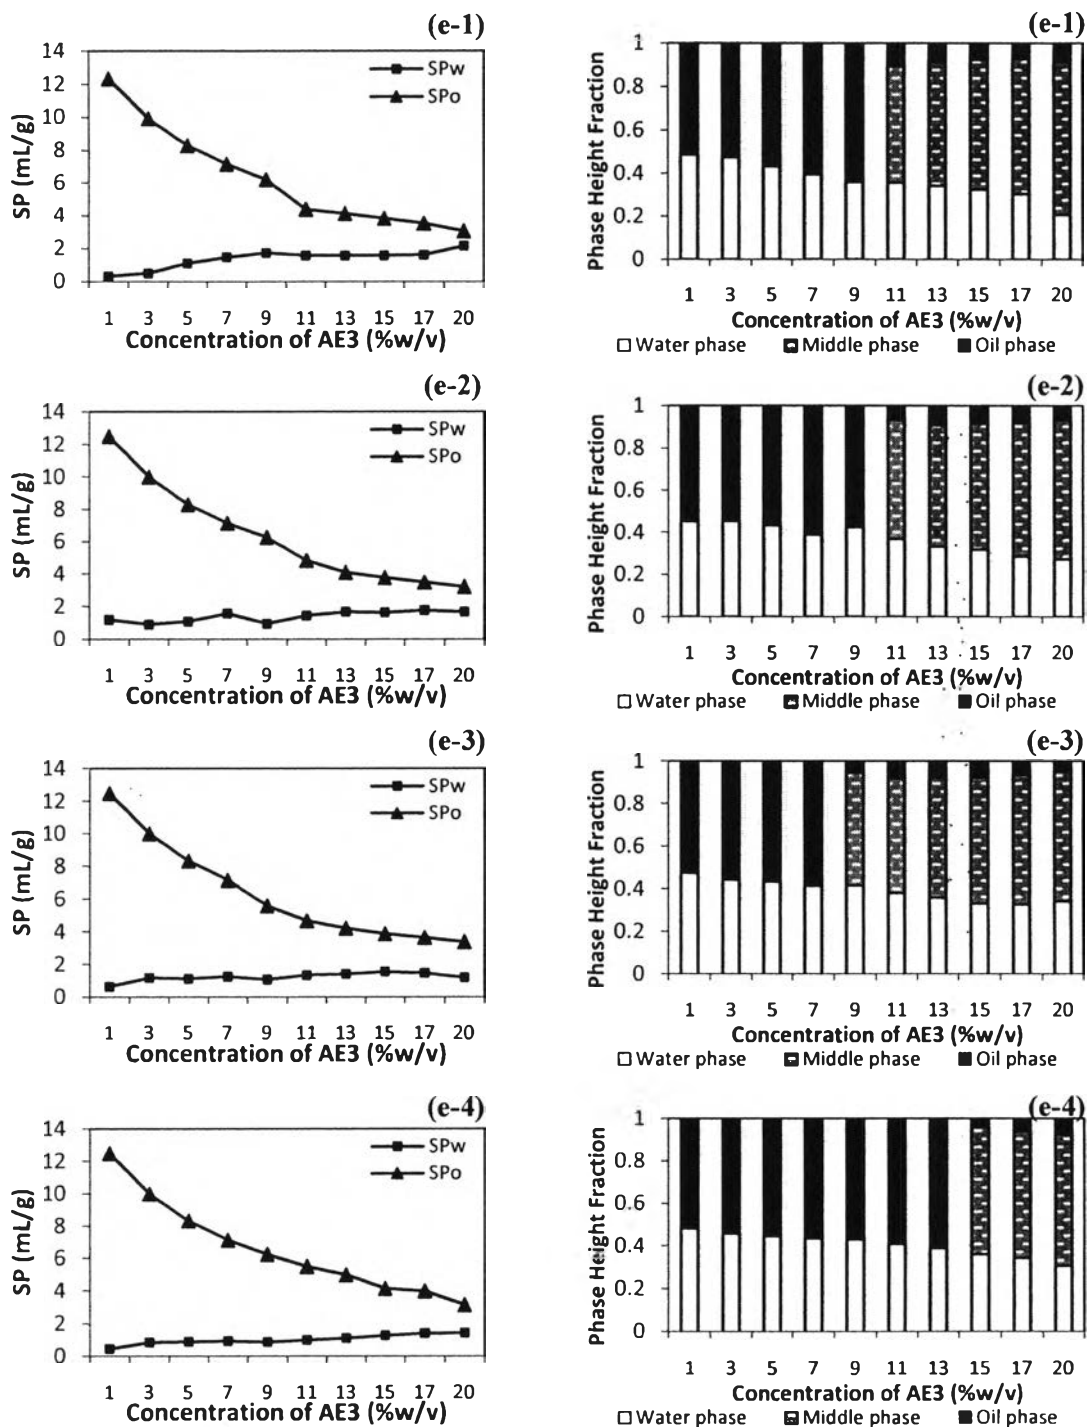 (e-1)
14
12
10
8
6
4
2
0
SP (mL/g)
SPw
SPo
1 3 5 7 9 11 13 15 17 20
Concentration of AE3 (%w/v)
(e-1)
1
0.8
0.6
0.4
0.2
0
Phase Height Fraction
1 3 5 7 9 11 13 15 17 20
Concentration of AE3 (%w/v)
Water phase Middle phase Oil phase
(e-2)
14
12
10
8
6
4
2
0
SP (mL/g)
SPw
SPo
1 3 5 7 9 11 13 15 17 20
Concentration of AE3 (%w/v)
(e-2)
1
0.8
0.6
0.4
0.2
0
Phase Height Fraction
1 3 5 7 9 11 13 15 17 20
Concentration of AE3 (%w/v)
Water phase Middle phase Oil phase
(e-3)
14
12
10
8
6
4
2
0
SP (mL/g)
SPw
SPo
1 3 5 7 9 11 13 15 17 20
Concentration of AE3 (%w/v)
(e-3)
1
0.8
0.6
0.4
0.2
0
Phase Height Fraction
1 3 5 7 9 11 13 15 17 20
Concentration of AE3 (%w/v)
Water phase Middle phase Oil phase
(e-4)
14
12
10
8
6
4
2
0
SP (mL/g)
SPw
SPo
1 3 5 7 9 11 13 15 17 20
Concentration of AE3 (%w/v)
(e-4)
1
0.8
0.6
0.4
0.2
0
Phase Height Fraction
1 3 5 7 9 11 13 15 17 20
Concentration of AE3 (%w/v)
Water phase Middle phase Oil phase